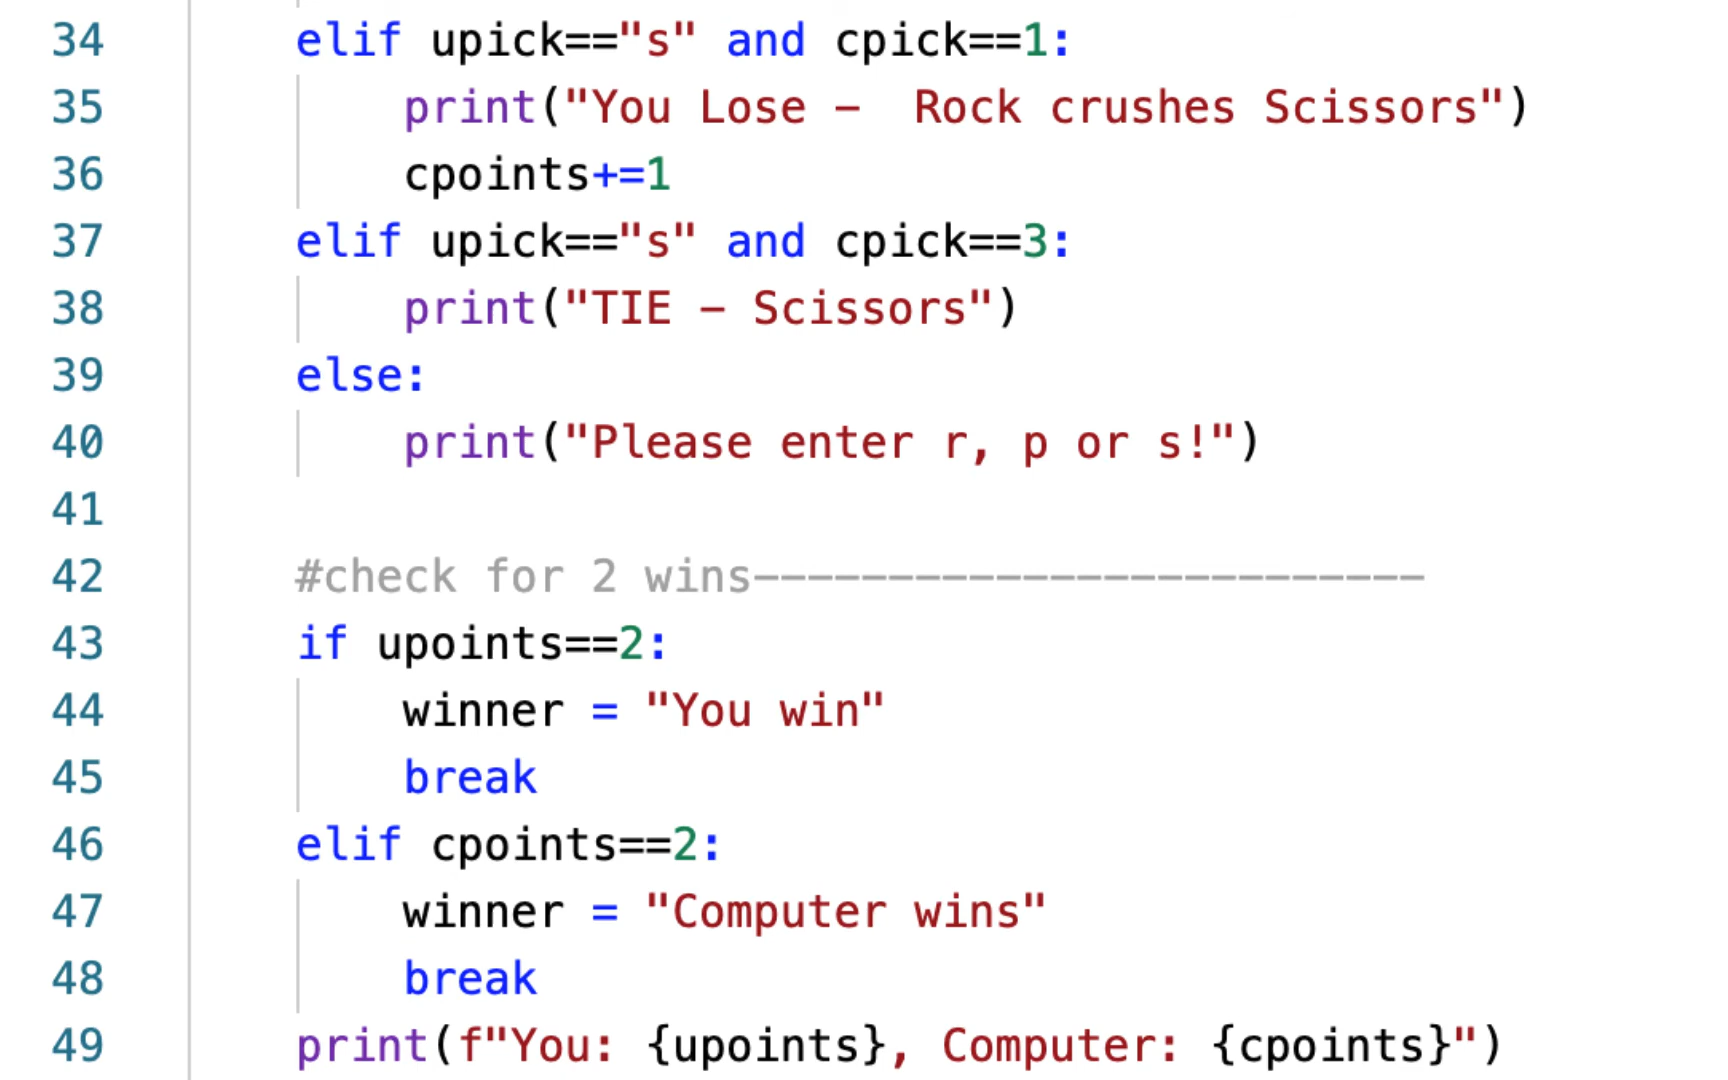 34 elif upick=="s" and cpick==1:
35 print("You Lose -  Rock crushes Scissors")
36 cpoints+=1
37 elif upick=="s" and cpick==3:
38 print("TIE - Scissors")
39 else:
40 print("Please enter r, p or s!")
41
42 #check for 2 wins-------------------------
43 if upoints==2:
44 winner = "You win"
45 break
46 elif cpoints==2:
47 winner = "Computer wins"
48 break
49 print(f"You: {upoints}, Computer: {cpoints}")